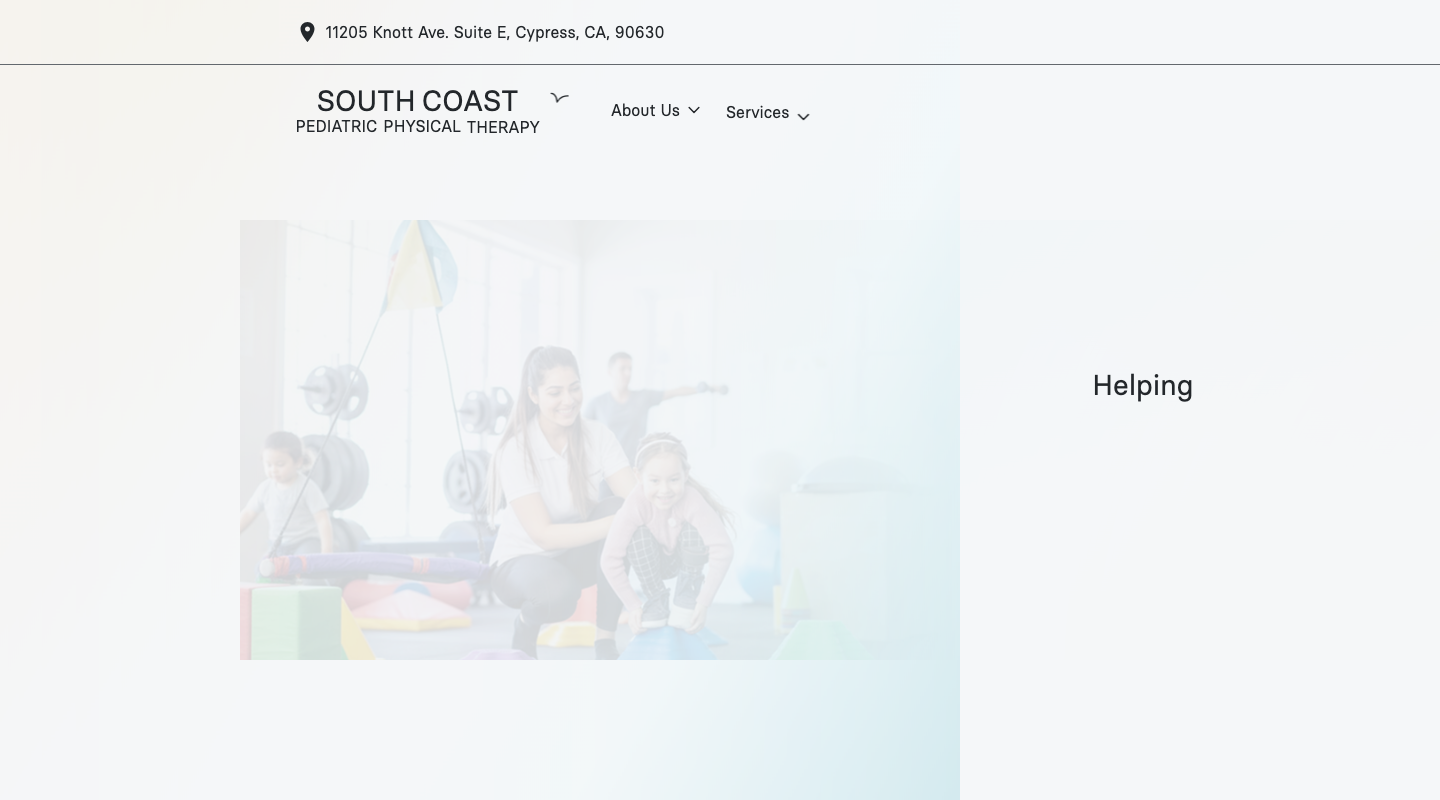 11205 Knott Ave. Suite E, Cypress, CA, 90630
SOUTH COAST
PEDIATRIC PHYSICAL THERAPY
About Us
Services
Helping